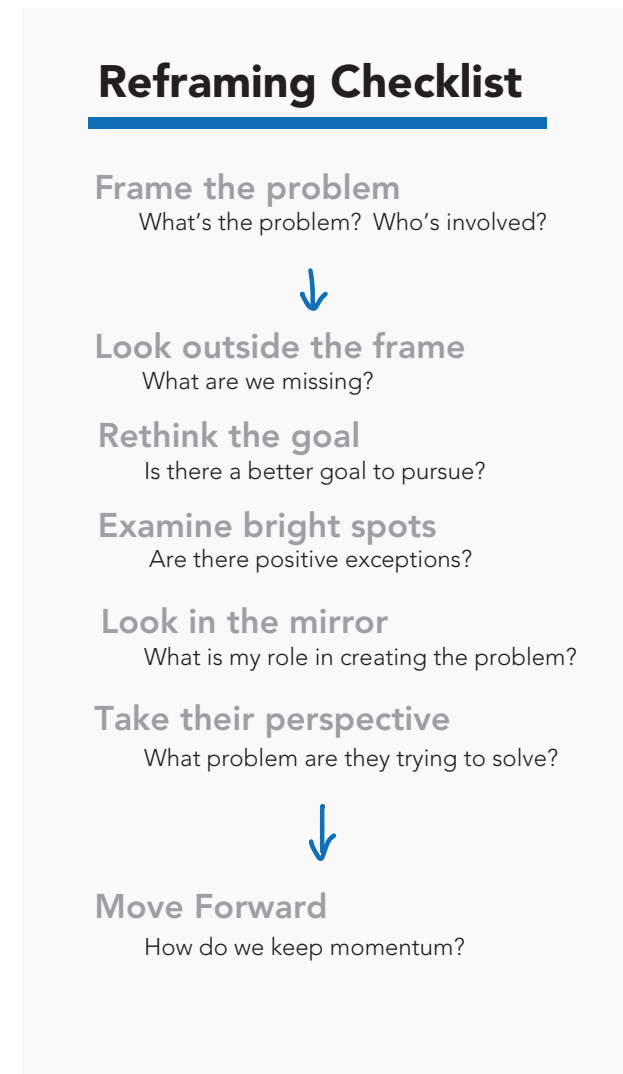 Reframing Checklist
Frame the problem
What's the problem?  Who's involved?
Look outside the frame
What are we missing?
Rethink the goal
Is there a better goal to pursue?
Examine bright spots
Are there positive exceptions?
Look in the mirror
What is my role in creating the problem?
Take their perspective
What problem are they trying to solve?
Move Forward
How do we keep momentum?